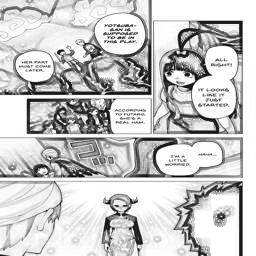 YOTSUBA-
SAN IS
SUPPOSED
TO BE IN
THIS PLAY.
HER PART
MUST COME
LATER.
ALL
RIGHT!
IT LOOKS
LIKE IT
JUST
STARTED.
ACCORDING
TO FUTARO,
SHE'S A
REAL HAM.
HAHA...
I'M A
LITTLE
WORRIED.